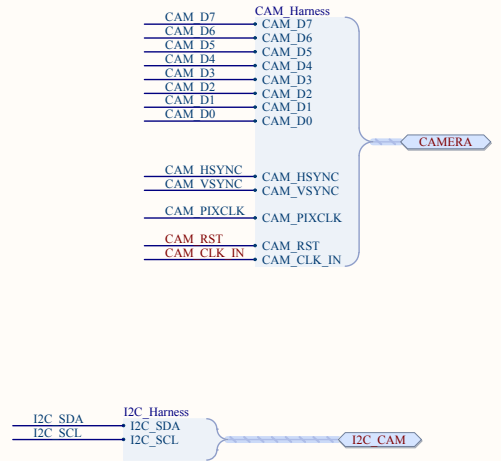 CAM_Harness
CAM_D7 CAM_D7
CAM_D6 CAM_D6
CAM_D5 CAM_D5
CAM_D4 CAM_D4
CAM_D3 CAM_D3
CAM_D2 CAM_D2
CAM_D1 CAM_D1
CAM_D0 CAM_D0
CAMERA
CAM_HSYNC CAM_HSYNC
CAM_VSYNC CAM_VSYNC
CAM_PIXCLK CAM_PIXCLK
CAM_RST CAM_RST
CAM_CLK_IN CAM_CLK_IN
I2C_Harness
I2C_SDA I2C_SDA
I2C_SCL I2C_SCL
I2C_CAM